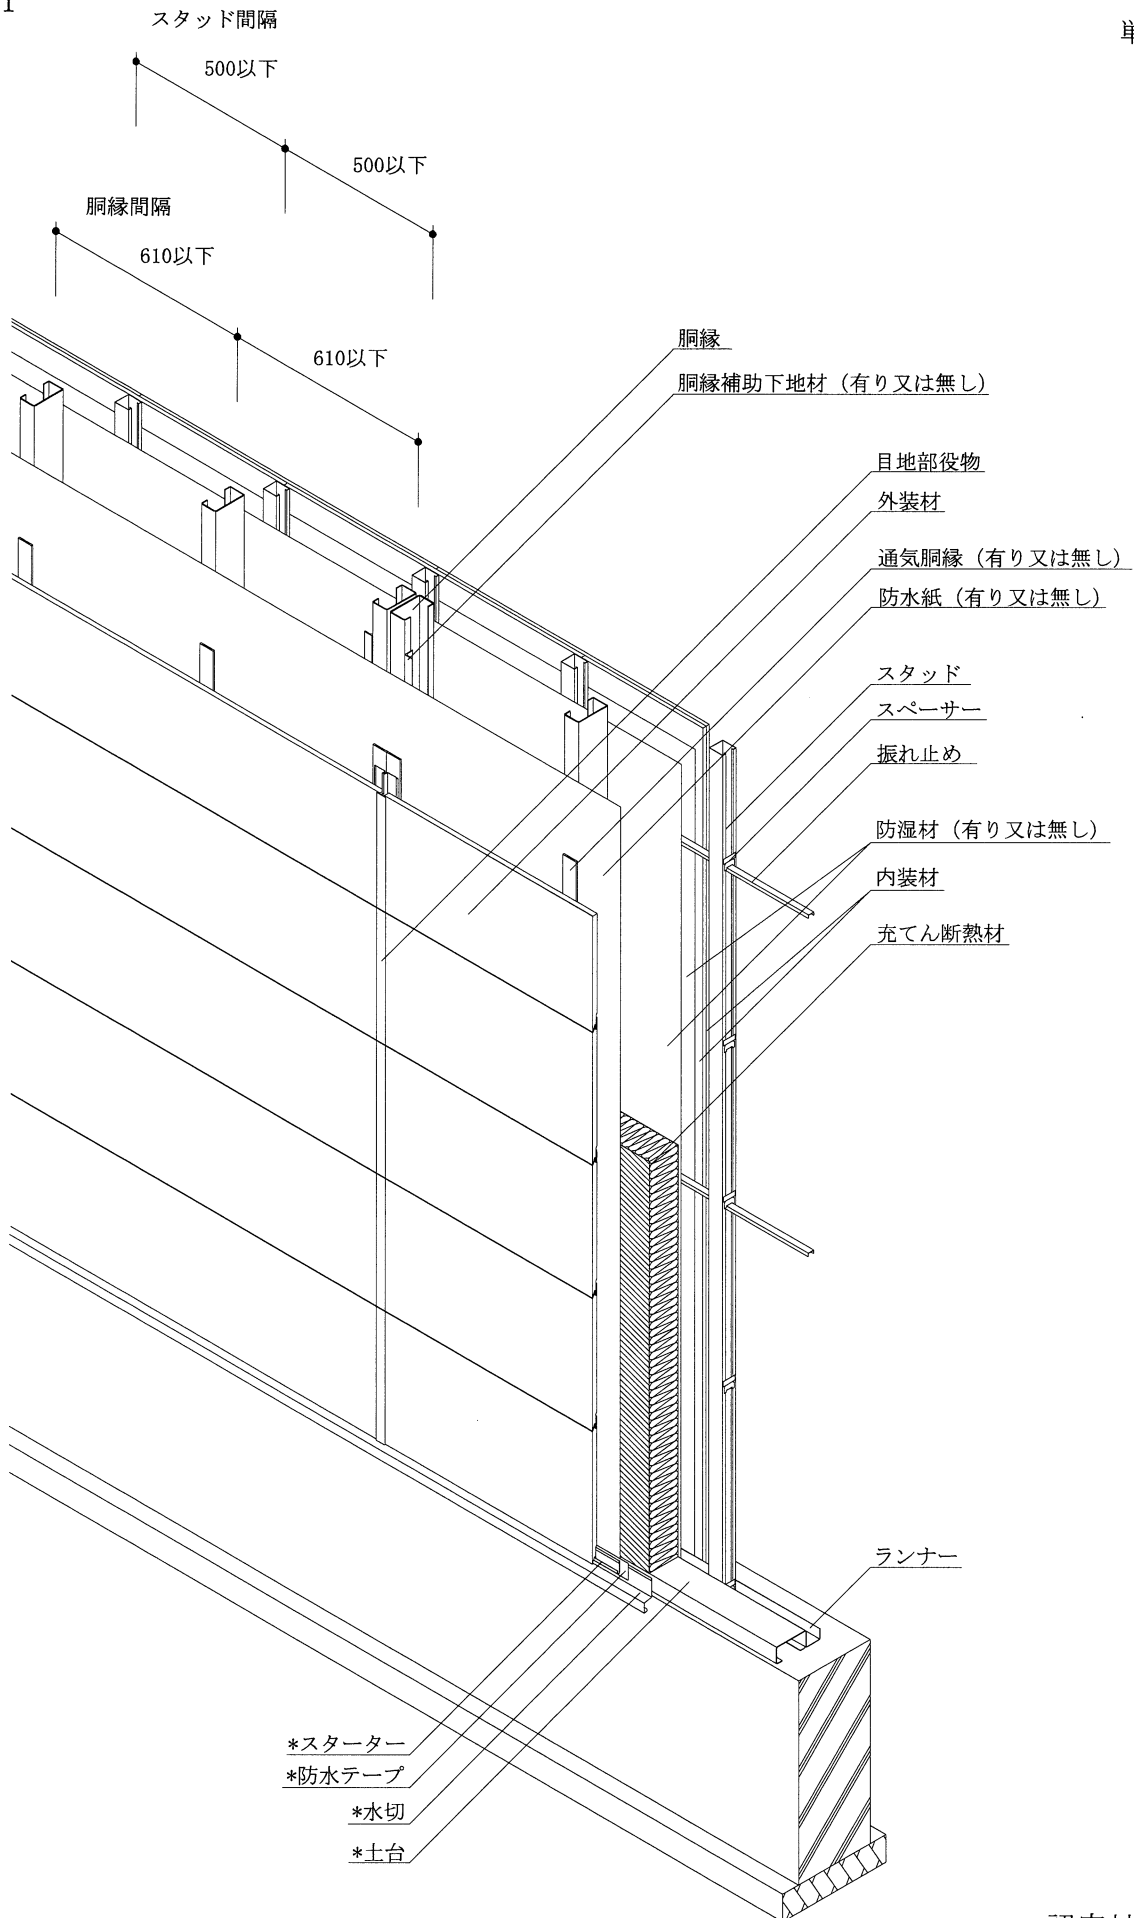 スタッド間隔
500以下
500以下
胴縁間隔
610以下
610以下
胴縁
胴縁補助下地材（有り又は無し）
目地部役物
外装材
通気胴縁（有り又は無し）
防水紙（有り又は無し）
スタッド
スペーサー
振れ止め
防湿材（有り又は無し）
内装材
充てん断熱材
ランナー
*スターター
*防水テープ
*水切
*土台